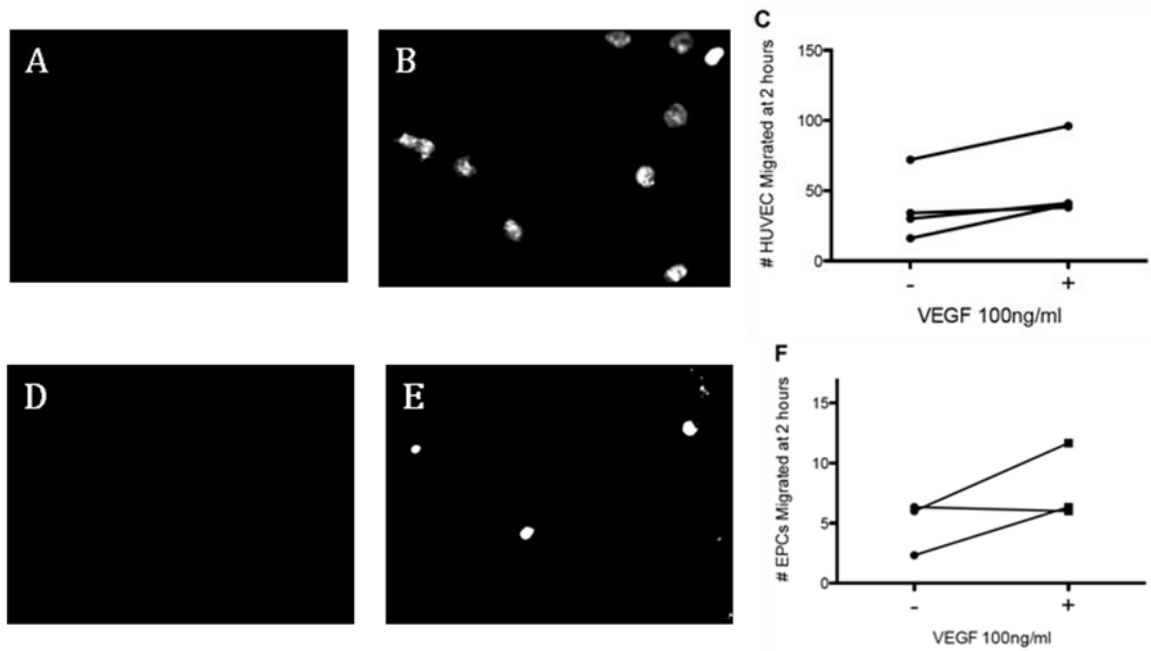 A
B
C
# HUVEC Migrated at 2 hours
150
100
50
0
-
+
VEGF 100ng/ml
D
E
F
# EPCs Migrated at 2 hours
15
10
5
0
-
+
VEGF 100ng/ml